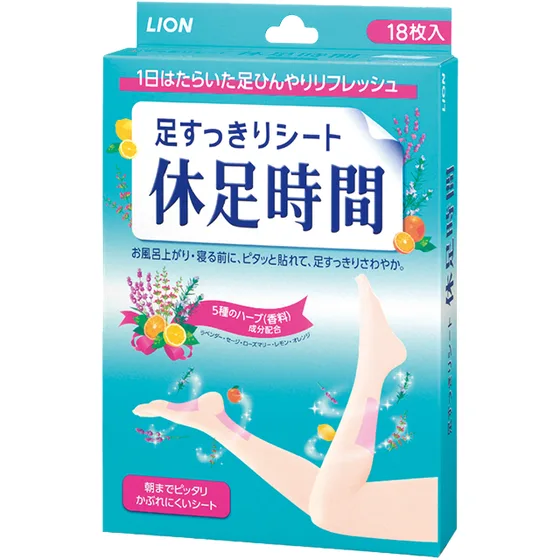 LION
18枚入
1日はたらいた足ひんやりリフレッシュ
足すっきりシート
休足時間
お風呂上がり・寝る前に、ピタッと貼れて、足すっきりさわやか。
5種のハーブ(香料)
成分配合
ラベンダー・セージ・ローズマリー・レモン・オレンジ
朝までピッタリ
かぶれにくいシート
LION
足すっきりシート 休足時間